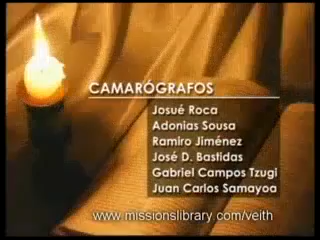 CAMARÓGRAFOS
Josué Roca
Adonias Sousa
Ramiro Jiménez
José D. Bastidas
Gabriel Campos Tzugi
Juan Carlos Samayoa
www.missionslibrary.com/veith